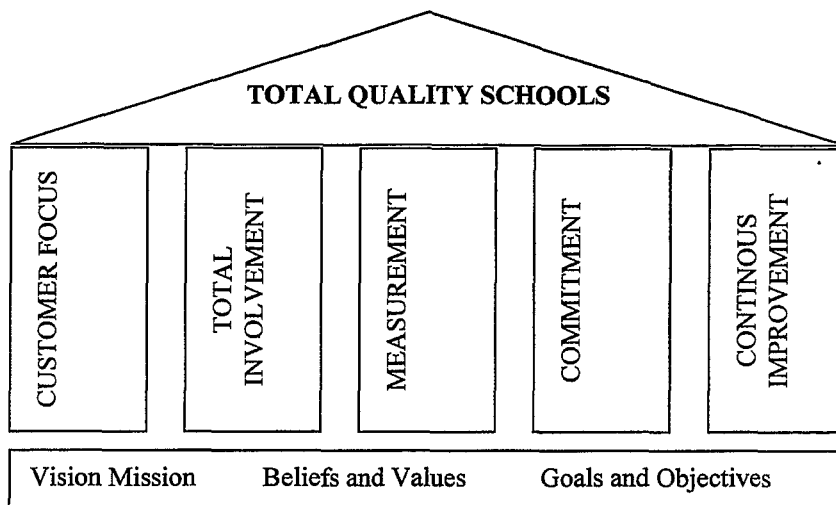 TOTAL QUALITY SCHOOLS
CUSTOMER FOCUS
TOTAL
INVOLVEMENT
MEASUREMENT
COMMITMENT
CONTINOUS
IMPROVEMENT
Vision Mission Beliefs and Values Goals and Objectives